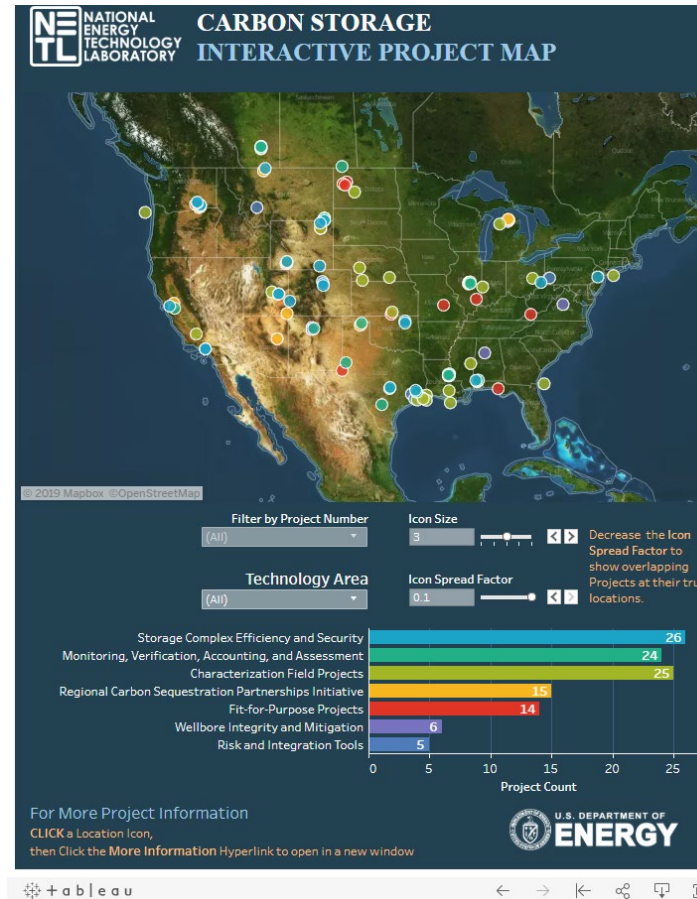 NATIONAL
ENERGY
TECHNOLOGY
LABORATORY
NE
TL
CARBON STORAGE
INTERACTIVE PROJECT MAP
© 2019 Mapbox ©OpenStreetMap
Filter by Project Number
(All)
Icon Size
3
Decrease the Icon
Spread Factor to
show overlapping
Projects at their tru
locations.
Technology Area
(All)
Icon Spread Factor
0.1
Storage Complex Efficiency and Security 26
Monitoring, Verification, Accounting, and Assessment 24
Characterization Field Projects 25
Regional Carbon Sequestration Partnerships Initiative 15
Fit-for-Purpose Projects 14
Wellbore Integrity and Mitigation 6
Risk and Integration Tools 5
0 5 10 15 20 25
Project Count
For More Project Information
CLICK a Location Icon,
then Click the More Information Hyperlink to open in a new window
U.S. DEPARTMENT OF
ENERGY
+ a b l e a u